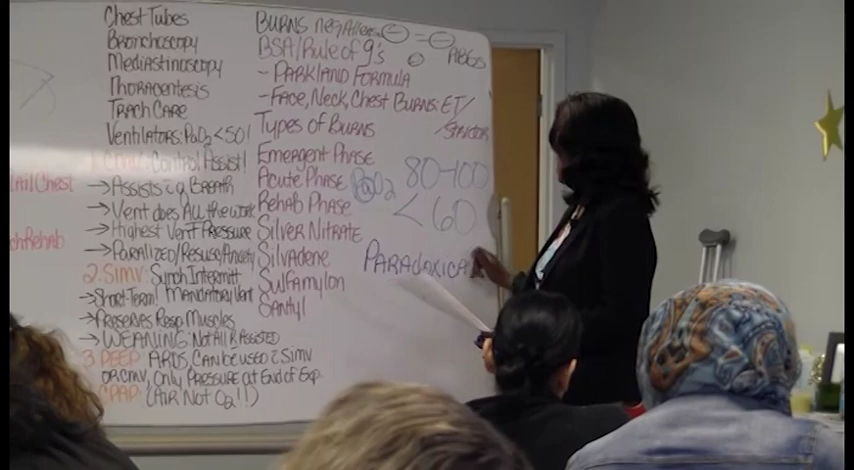 Chest Tubes
Bronchoscopy
Mediastinoscopy
Thoracentesis
Trach Care
Ventilators: PaO2 < 50!
Control Assist!
→ Assists c̄ BREATH
→ Vent does ALL the work
→ Highest Vent Pressure
→ Paralized/Resuse/Anxiety
2. SIMV: Synch Intermitt
→ Short-Term! MANDATORY Vent
→ Preserves Resp Muscles
→ WEANING Not All R Assisted
3 PEEP ARDS, CAN be used c̄ SIMV
OR CMV, Only PRESSURE at End of Exp
CPAP (AIR Not O2!!)
Chest
Rehab
BURNS
BSA/Rule of 9's
- PARKLAND FORMULA
- Face, Neck, Chest Burns: ET/
Types of Burns
Emergent Phase
Acute Phase
Rehab Phase
Silver Nitrate
Silvadene
Sulfamylon
Santyl
⊖ = ⊖
ABGs
PaO2 80-100
< 60
PARADOXICA